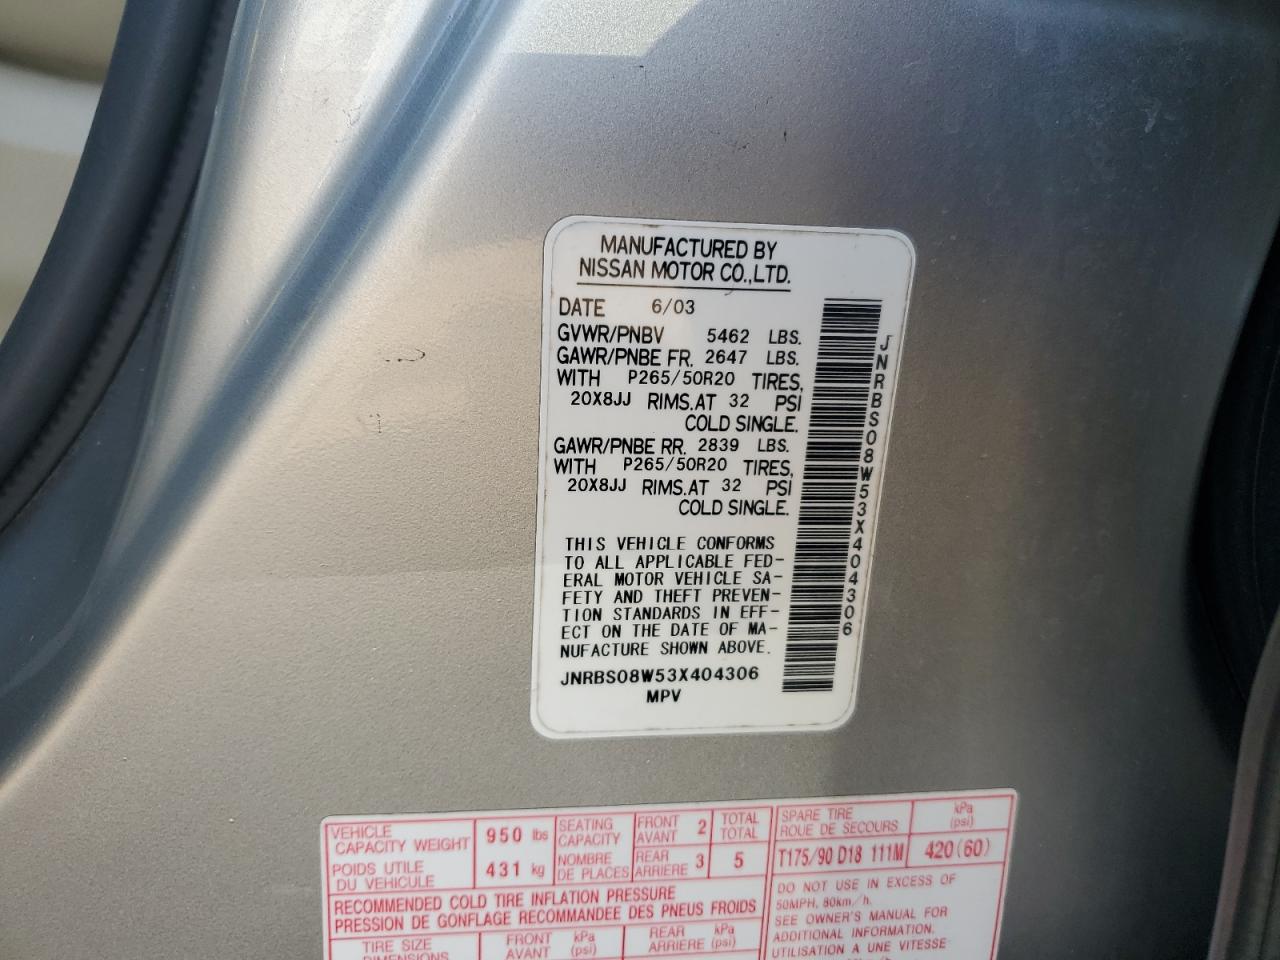 MANUFACTURED BY
NISSAN MOTOR CO.,LTD.
DATE 6/03
GVWR/PNBV 5462 LBS.
GAWR/PNBE FR. 2647 LBS.
WITH P265/50R20 TIRES,
20X8JJ RIMS.AT 32 PSI
COLD SINGLE.
GAWR/PNBE RR. 2839 LBS.
WITH P265/50R20 TIRES,
20X8JJ RIMS.AT 32 PSI
COLD SINGLE.
THIS VEHICLE CONFORMS
TO ALL APPLICABLE FED-
ERAL MOTOR VEHICLE SA-
FETY AND THEFT PREVEN-
TION STANDARDS IN EFF-
ECT ON THE DATE OF MA-
NUFACTURE SHOWN ABOVE.
JNRBS08W53X404306
MPV
JNRBS08W53X404306
VEHICLE
CAPACITY WEIGHT
950 lbs
POIDS UTILE
DU VEHICULE
431 kg
SEATING
CAPACITY
NOMBRE
DE PLACES
FRONT
AVANT 2
REAR
ARRIERE 3
TOTAL
TOTAL
5
RECOMMENDED COLD TIRE INFLATION PRESSURE
PRESSION DE GONFLAGE RECOMMANDEE DES PNEUS FROIDS
TIRE SIZE
DIMENSIONS
FRONT
AVANT
kPa
(psi)
REAR
ARRIERE
kPa
(psi)
SPARE TIRE
ROUE DE SECOURS
kPa
(psi)
T175/90 D18 111M
420(60)
DO NOT USE IN EXCESS OF
50MPH, 80km/h.
SEE OWNER'S MANUAL FOR
ADDITIONAL INFORMATION.
UTILISATION A UNE VITESSE